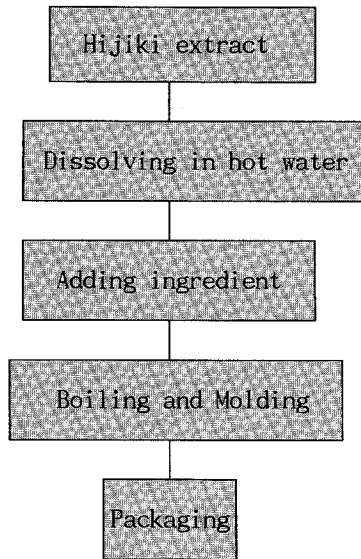 Hijiki extract
Dissolving in hot water
Adding ingredient
Boiling and Molding
Packaging